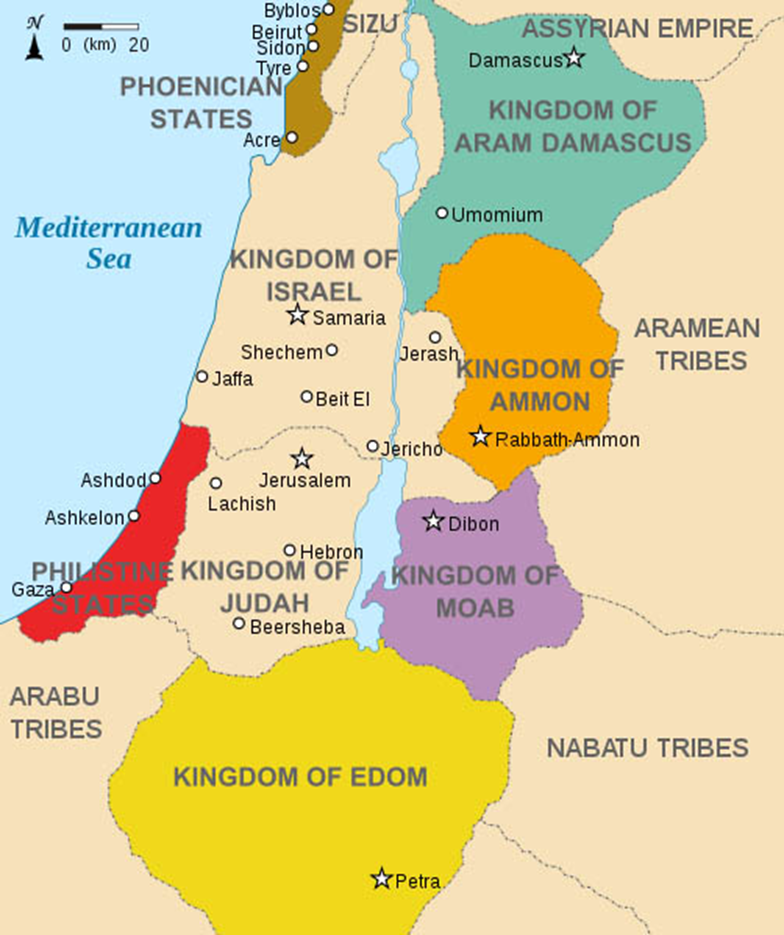 N
0 (km) 20
Byblos
SIZU
ASSYRIAN EMPIRE
Beirut
Sidon
Tyre
Damascus
PHOENICIAN
STATES
KINGDOM OF
ARAM DAMASCUS
Acre
Umomium
Mediterranean
Sea
KINGDOM OF
ISRAEL
Samaria
ARAMEAN
TRIBES
Shechem
Jerash
Jaffa
KINGDOM OF
AMMON
Beit El
Rabbath-Ammon
Jericho
Jerusalem
Ashdod
Lachish
Ashkelon
Dibon
Hebron
PHILISTINE
STATES
Gaza
KINGDOM OF
JUDAH
KINGDOM OF
MOAB
Beersheba
ARABU
TRIBES
NABATU TRIBES
KINGDOM OF EDOM
Petra